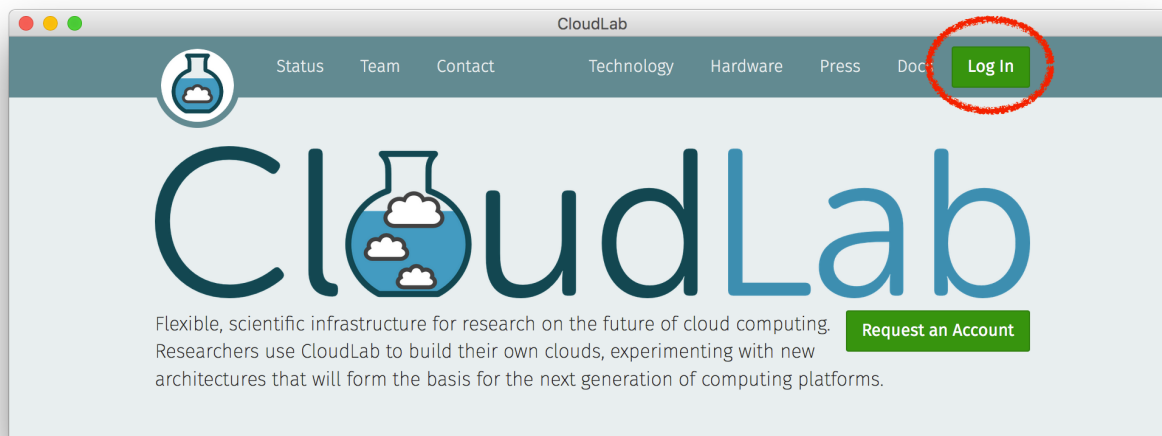 CloudLab
Status Team Contact Technology Hardware Press Doc Log In
CloudLab
Flexible, scientific infrastructure for research on the future of cloud computing.
Researchers use CloudLab to build their own clouds, experimenting with new
architectures that will form the basis for the next generation of computing platforms.
Request an Account